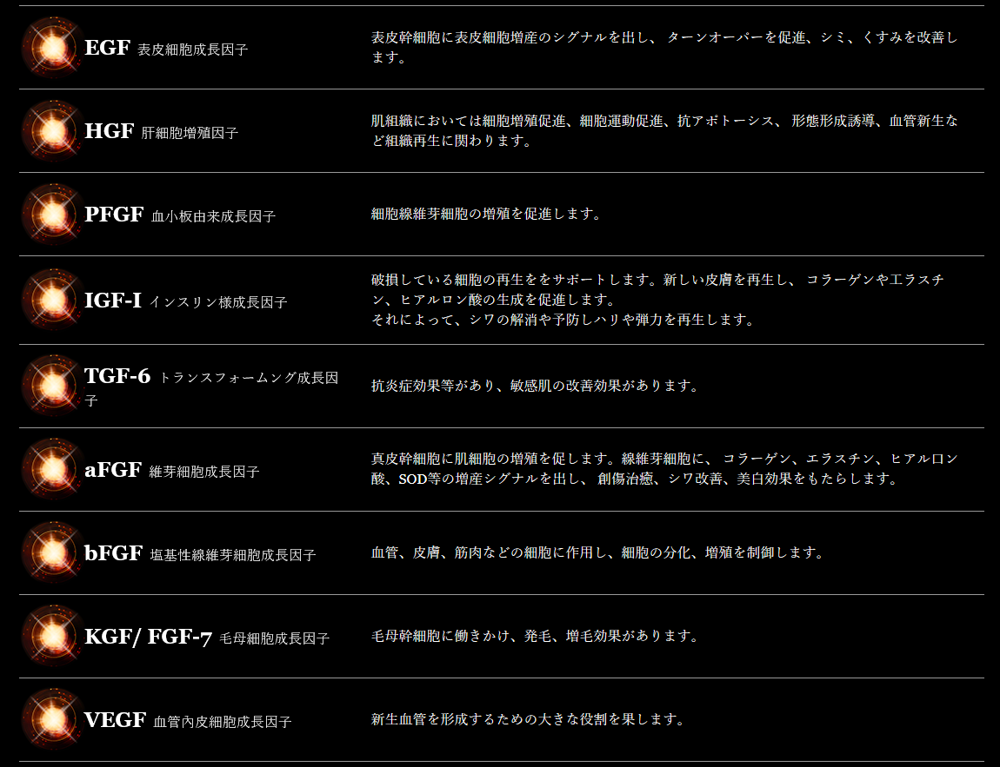 EGF 表皮細胞成長因子
表皮幹細胞に表皮細胞増産のシグナルを出し、 ターンオーバーを促進、シミ、くすみを改善し
ます。
HGF 肝細胞増殖因子
肌組織においては細胞増殖促進、細胞運動促進、抗アポトーシス、 形態形成誘導、血管新生な
ど組織再生に関わります。
PFGF 血小板由来成長因子
細胞線維芽細胞の増殖を促進します。
IGF-I インスリン様成長因子
破損している細胞の再生ををサポートします。新しい皮膚を再生し、 コラーゲンや工ラスチ
ン、ヒアルロン酸の生成を促進します。
それによって、シワの解消や予防しハリや弾力を再生します。
TGF-6 トランスフォームング成長因
子
抗炎症効果等があり、敏感肌の改善効果があります。
aFGF 維芽細胞成長因子
真皮幹細胞に肌細胞の増殖を促します。線維芽細胞に、 コラーゲン、エラスチン、ヒアルロン
酸、SOD等の増産シグナルを出し、 創傷治癒、シワ改善、美白効果をもたらします。
bFGF 塩基性線維芽細胞成長因子
血管、皮膚、筋肉などの細胞に作用し、細胞の分化、増殖を制御します。
KGF/ FGF-7 毛母細胞成長因子
毛母幹細胞に働きかけ、発毛、増毛効果があります。
VEGF 血管內皮細胞成長因子
新生血管を形成するための大きな役割を果します。